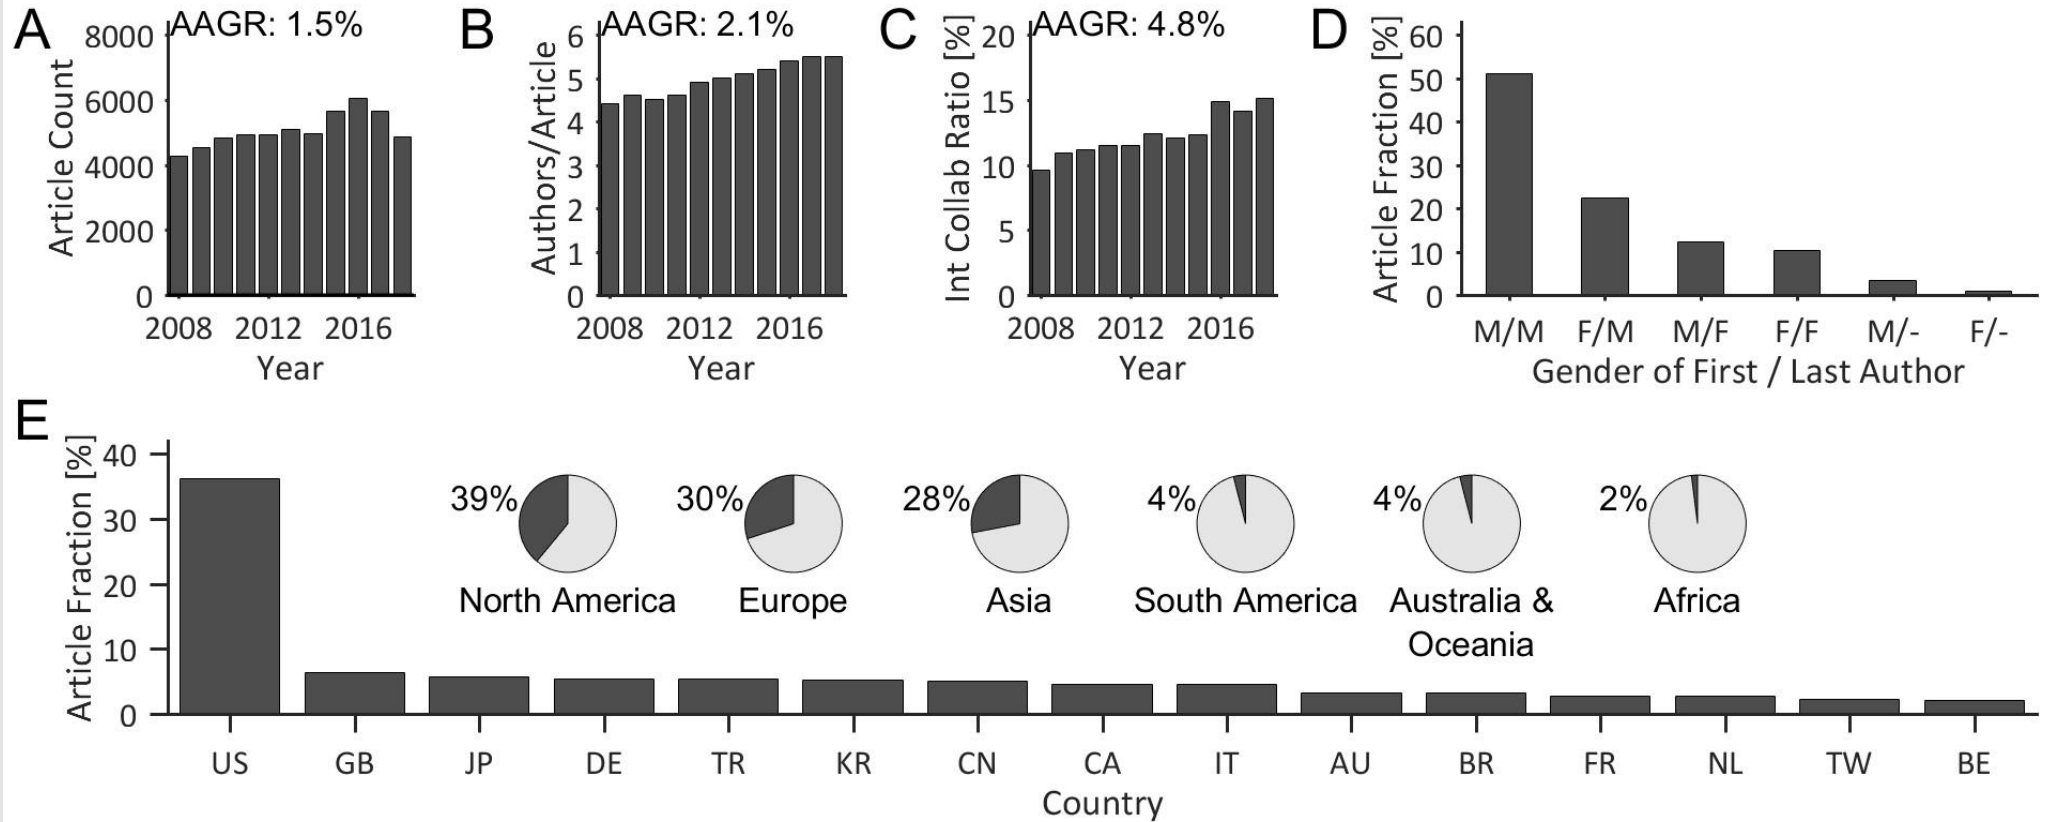 A
AAGR: 1.5%
8000
6000
4000
2000
0
Article Count
2008 2012 2016
Year
B
AAGR: 2.1%
6
5
4
3
2
1
0
Authors/Article
2008 2012 2016
Year
C
AAGR: 4.8%
20
15
10
5
0
Int Collab Ratio [%]
2008 2012 2016
Year
D
60
50
40
30
20
10
0
Article Fraction [%]
M/M F/M M/F F/F M/- F/-
Gender of First / Last Author
E
40
30
20
10
0
Article Fraction [%]
39%
North America
30%
Europe
28%
Asia
4%
South America
4%
Australia &
Oceania
2%
Africa
US GB JP DE TR KR CN CA IT AU BR FR NL TW BE
Country